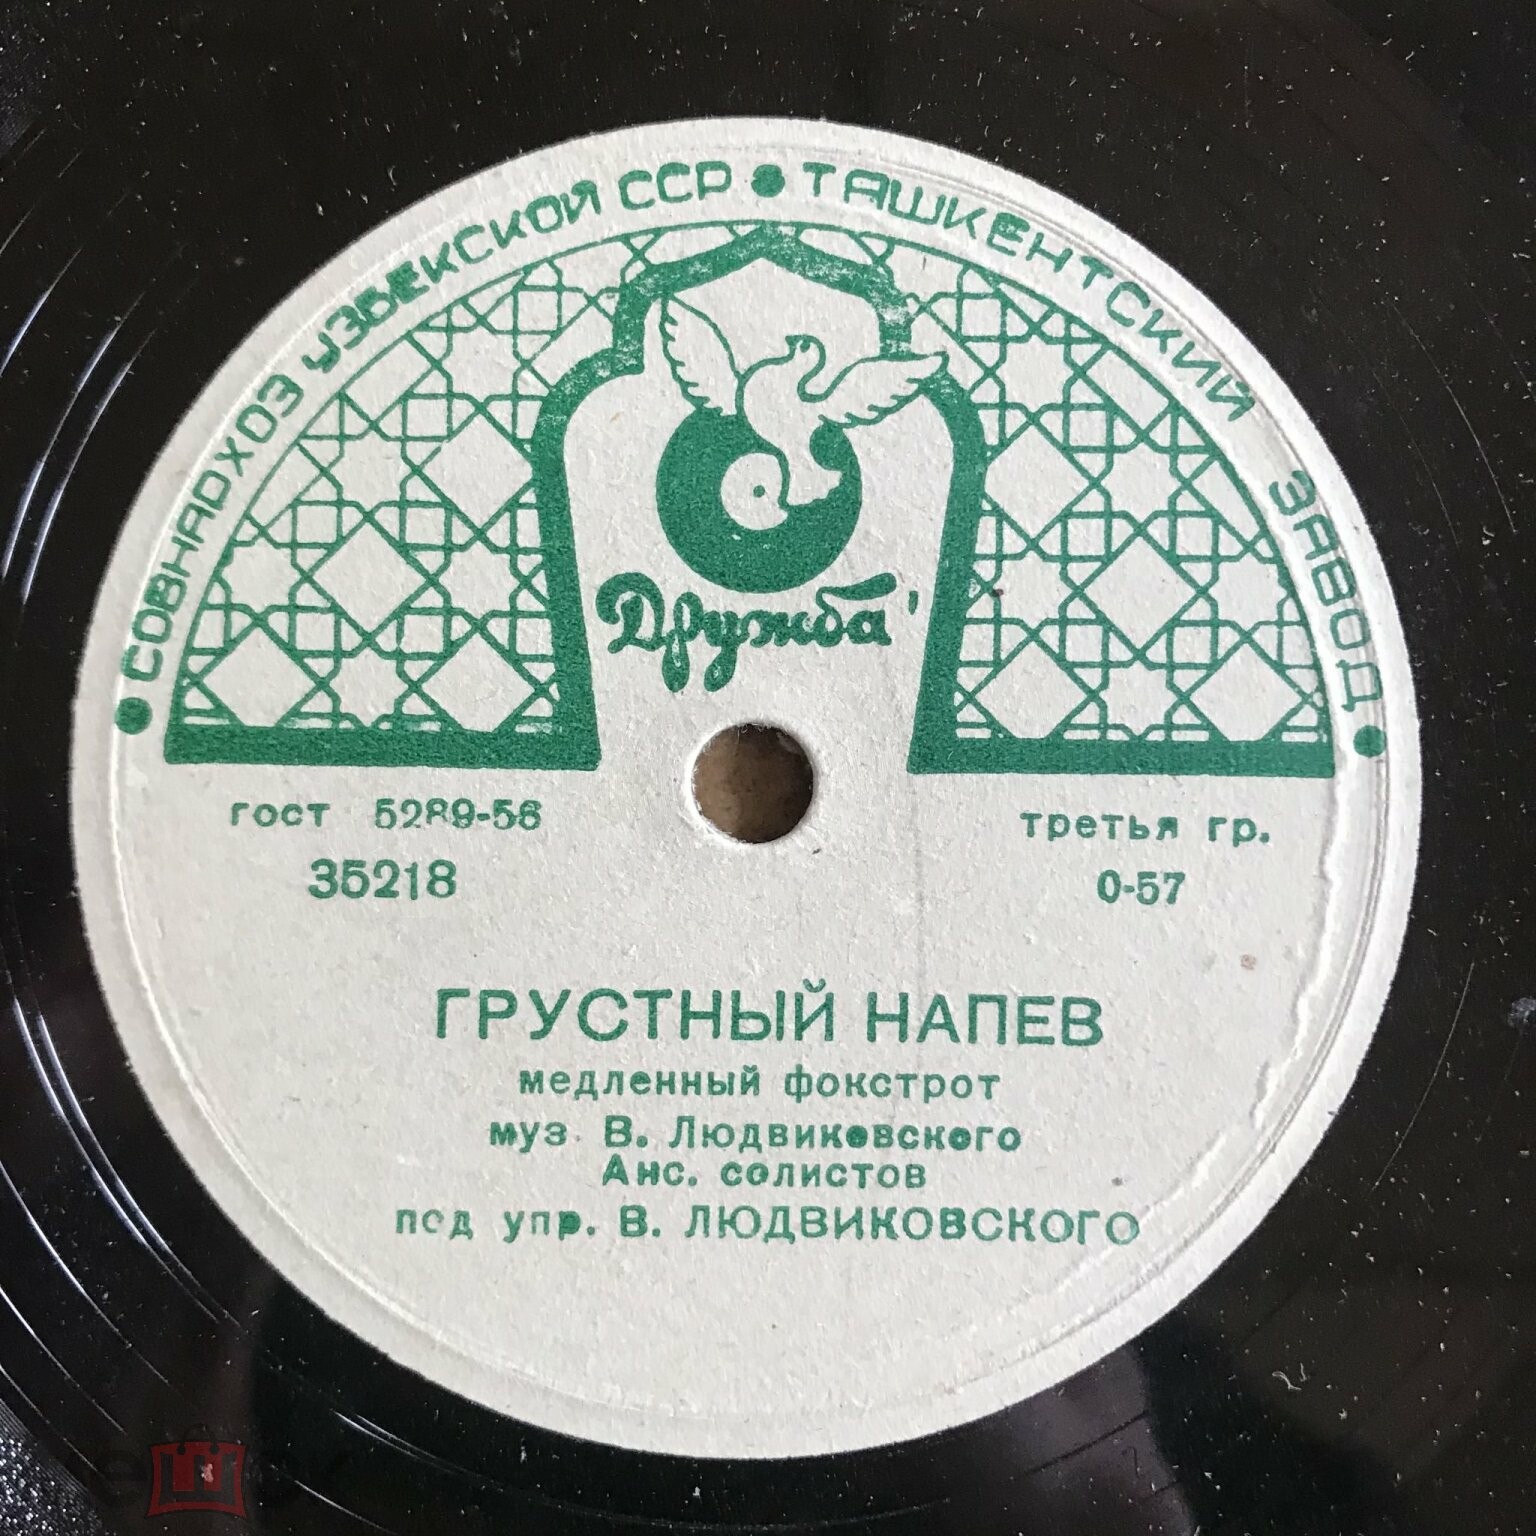 СОВНАРХОЗ УЗБЕКСКОЙ ССР • ТАШКЕНТСКИЙ ЗАВОД
Дружба
гост 5289-56
третья гр.
35218
0-57
ГРУСТНЫЙ НАПЕВ
медленный фокстрот
муз. В. Людвиковского
Анс. солистов
под упр. В. ЛЮДВИКОВСКОГО